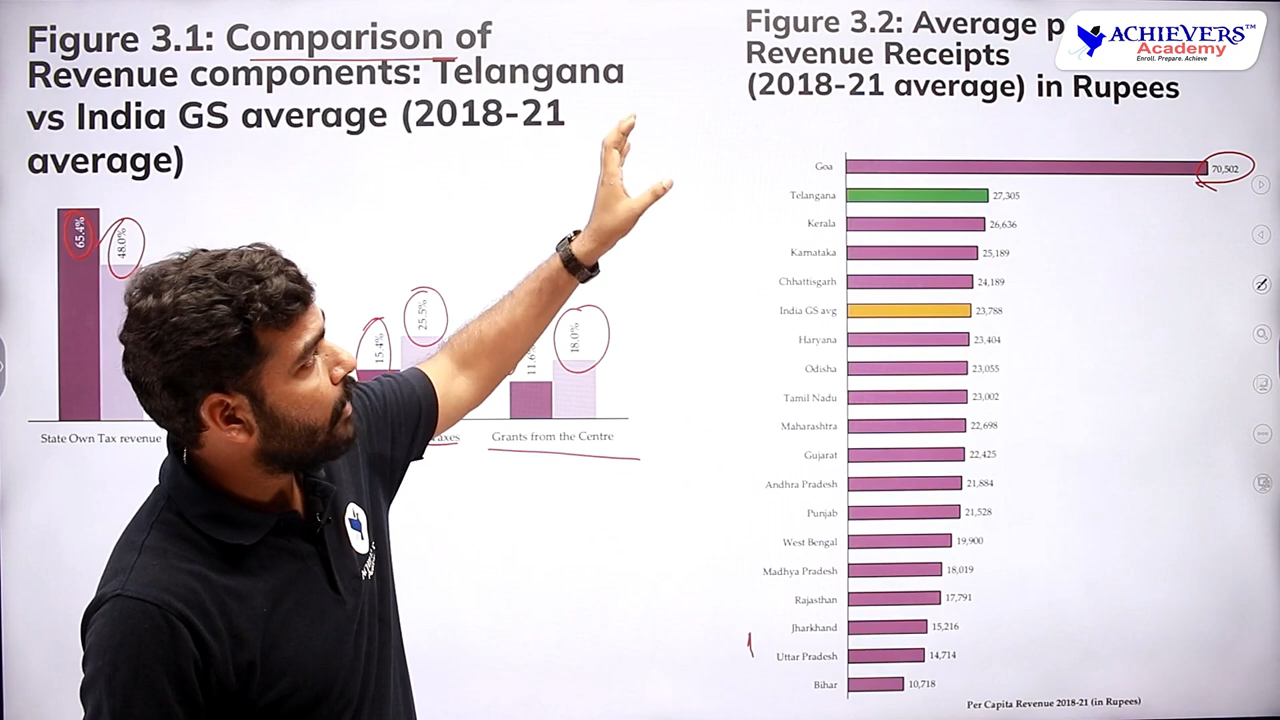 Figure 3.1: Comparison of
Revenue components: Telangana
vs India GS average (2018-21
average)
65.4%
48.0%
15.4%
25.5%
11.6%
18.0%
State Own Tax revenue
Taxes
Grants from the Centre
Figure 3.2: Average p
Revenue Receipts
(2018-21 average) in Rupees
ACHIEVERS™
Academy
Enroll. Prepare. Achieve
Goa 70,502
Telangana 27,305
Kerala 26,636
Karnataka 25,189
Chhattisgarh 24,189
India GS avg 23,788
Haryana 23,404
Odisha 23,055
Tamil Nadu 23,002
Maharashtra 22,698
Gujarat 22,425
Andhra Pradesh 21,884
Punjab 21,528
West Bengal 19,900
Madhya Pradesh 18,019
Rajasthan 17,791
Jharkhand 15,216
Uttar Pradesh 14,714
Bihar 10,718
Per Capita Revenue 2018-21 (in Rupees)